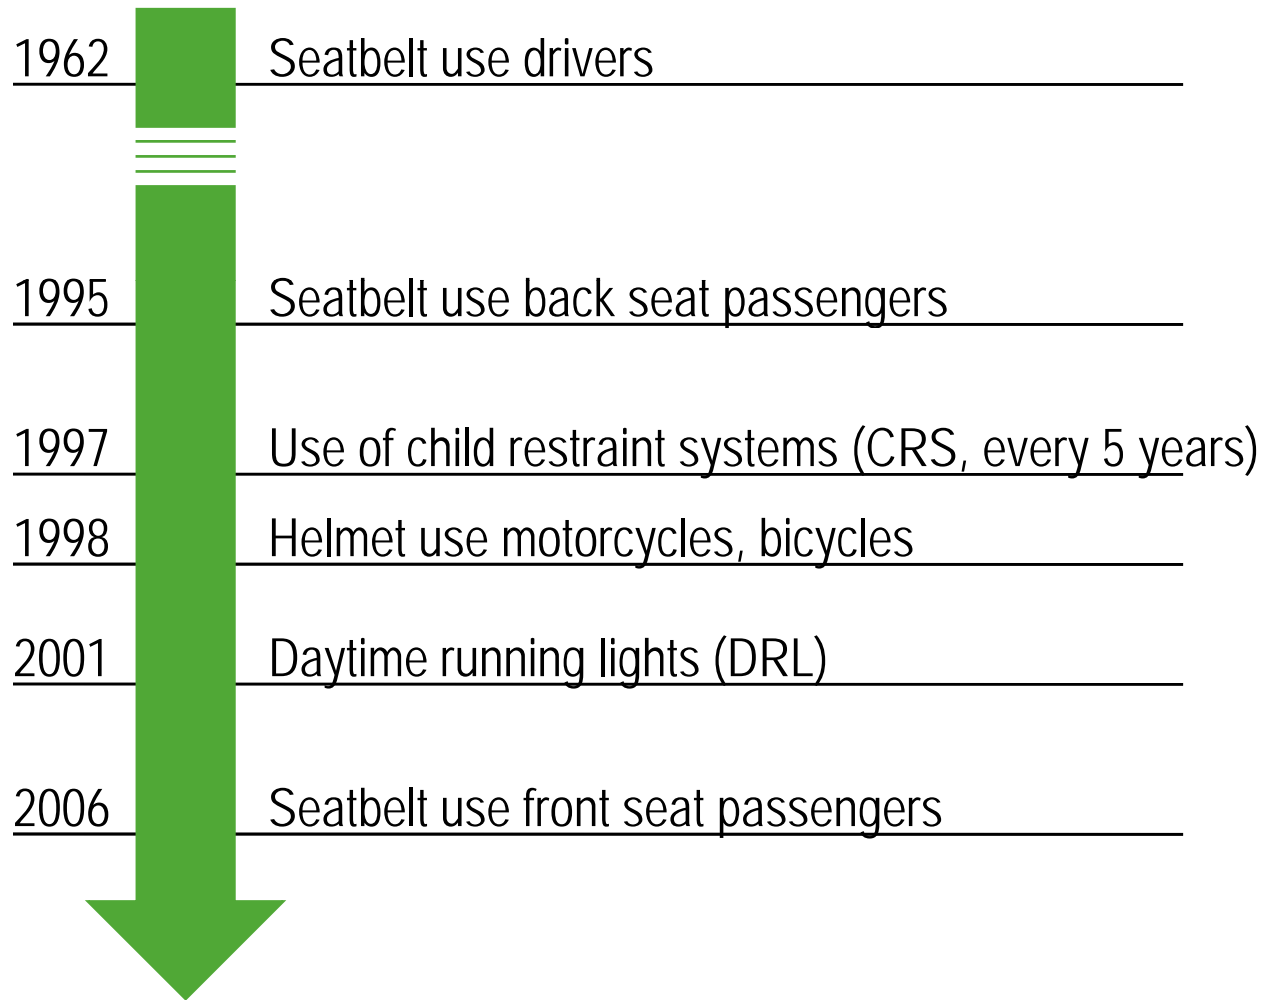 1962 Seatbelt use drivers
1995 Seatbelt use back seat passengers
1997 Use of child restraint systems (CRS, every 5 years)
1998 Helmet use motorcycles, bicycles
2001 Daytime running lights (DRL)
2006 Seatbelt use front seat passengers